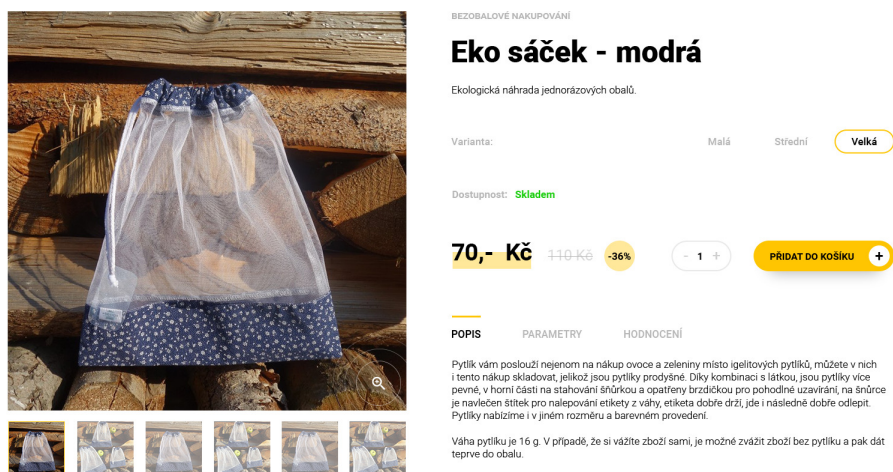 BEZOBALOVÉ NAKUPOVÁNÍ
Eko sáček - modrá
Ekologická náhrada jednorázových obalů.
Varianta: Malá Střední Velká
Dostupnost: Skladem
70,- Kč 110 Kč -36% - 1 + PŘIDAT DO KOŠÍKU +
POPIS PARAMETRY HODNOCENÍ
Pytlík vám poslouží nejenom na nákup ovoce a zeleniny místo igelitových pytlíků, můžete v nich
i tento nákup skladovat, jelikož jsou pytlíky prodyšné. Díky kombinaci s látkou, jsou pytlíky více
pevné, v horní části na stahování šňůrkou a opatřeny brzdičkou pro pohodlné uzavírání, na šňůrce
je navlečen štítek pro nalepování etikety z váhy, etiketa dobře drží, jde i následně dobře odlepit.
Pytlíky nabízíme i v jiném rozměru a barevném provedení.
Váha pytlíku je 16 g. V případě, že si vážíte zboží sami, je možné zvážit zboží bez pytlíku a pak dát
teprve do obalu.